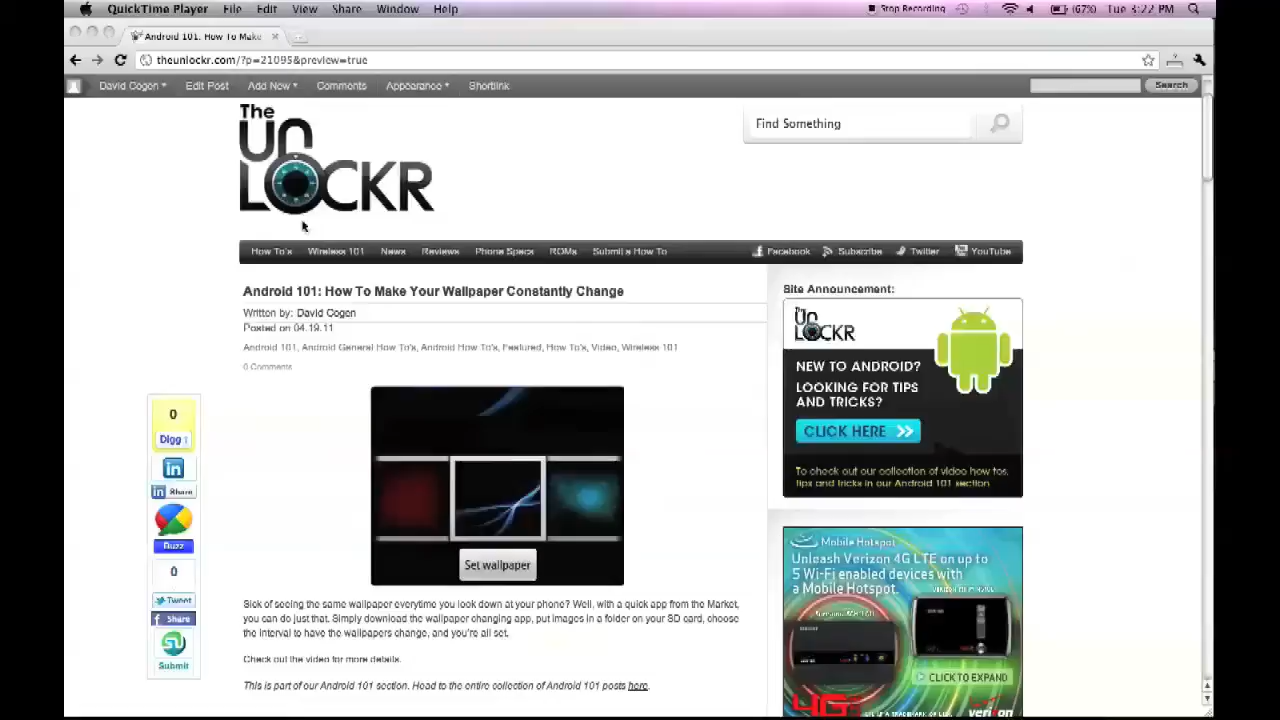 QuickTime Player File Edit View Share Window Help Stop Recording (67%) Tue 3:22 PM
Android 101: How To Make
theunlockr.com/?p=21095&preview=true
David Cogen Edit Post Add New Comments Appearance Shortlink Search
The
UN
LOCKR
Find Something
How To's Wireless 101 News Reviews Phone Specs ROMs Submit a How To Facebook Subscribe Twitter YouTube
Android 101: How To Make Your Wallpaper Constantly Change
Written by: David Cogen
Posted on 04.19.11
Android 101, Android General How To's, Android How To's, Featured, How To's, Video, Wireless 101
0 Comments
0
Digg
in
in Share
Buzz
0
Tweet
Share
Submit
Set wallpaper
Sick of seeing the same wallpaper everytime you look down at your phone? Well, with a quick app from the Market,
you can do just that. Simply download the wallpaper changing app, put images in a folder on your SD card, choose
the interval to have the wallpapers change, and you're all set.
Check out the video for more details.
This is part of our Android 101 section. Head to the entire collection of Android 101 posts here.
Site Announcement:
The
UN
LOCKR
NEW TO ANDROID?
LOOKING FOR TIPS
AND TRICKS?
CLICK HERE >>
To check out our collection of video how tos,
tips and tricks in our Android 101 section
Mobile Hotspot
Unleash Verizon 4G LTE on up to
5 Wi-Fi enabled devices with
a Mobile Hotspot.
CLICK TO EXPAND
4G
verizon